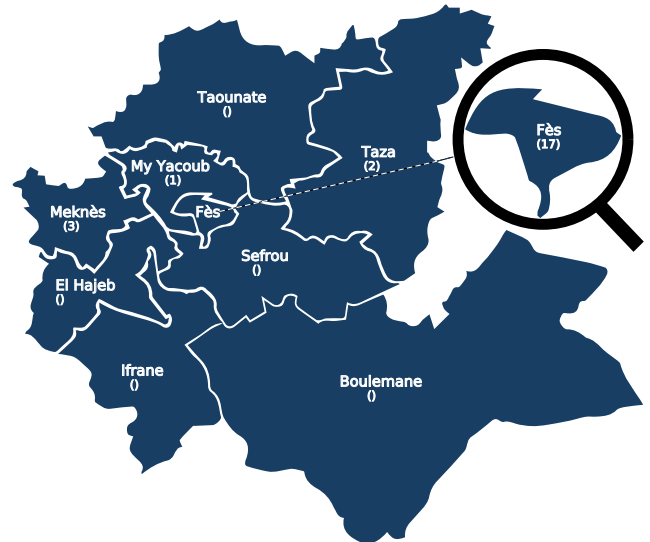 Taounate
()
Fès
(17)
Taza
(2)
My Yacoub
(1)
Meknès
(3)
Fès
Sefrou
()
El Hajeb
()
Ifrane
()
Boulemane
()